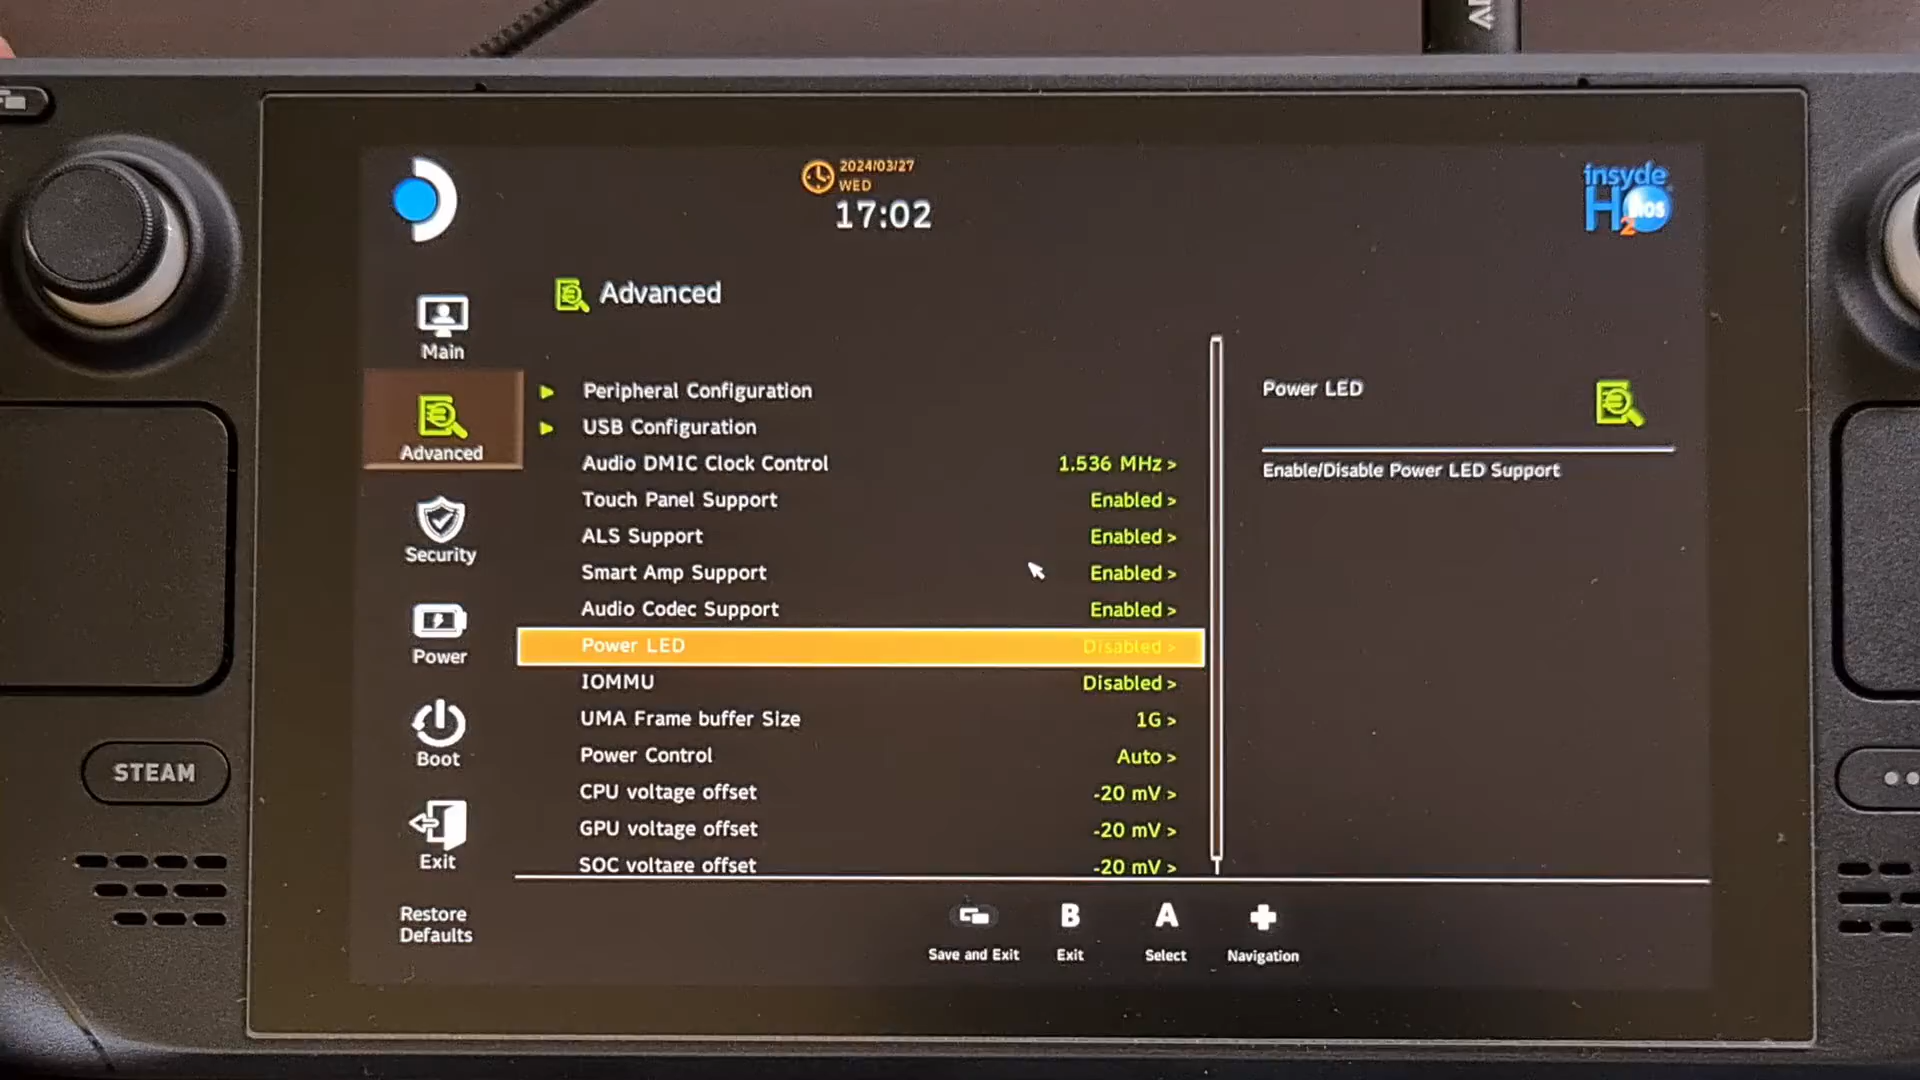 2024/03/27
WED
17:02
insyde
H2 BIOS
Advanced
Main
Advanced
Security
Power
Boot
Exit
Restore
Defaults
Peripheral Configuration
USB Configuration
Audio DMIC Clock Control 1.536 MHz >
Touch Panel Support Enabled >
ALS Support Enabled >
Smart Amp Support Enabled >
Audio Codec Support Enabled >
Power LED Disabled >
IOMMU Disabled >
UMA Frame buffer Size 1G >
Power Control Auto >
CPU voltage offset -20 mV >
GPU voltage offset -20 mV >
SOC voltage offset -20 mV >
Power LED
Enable/Disable Power LED Support
B
A
Save and Exit
Exit
Select
Navigation
STEAM